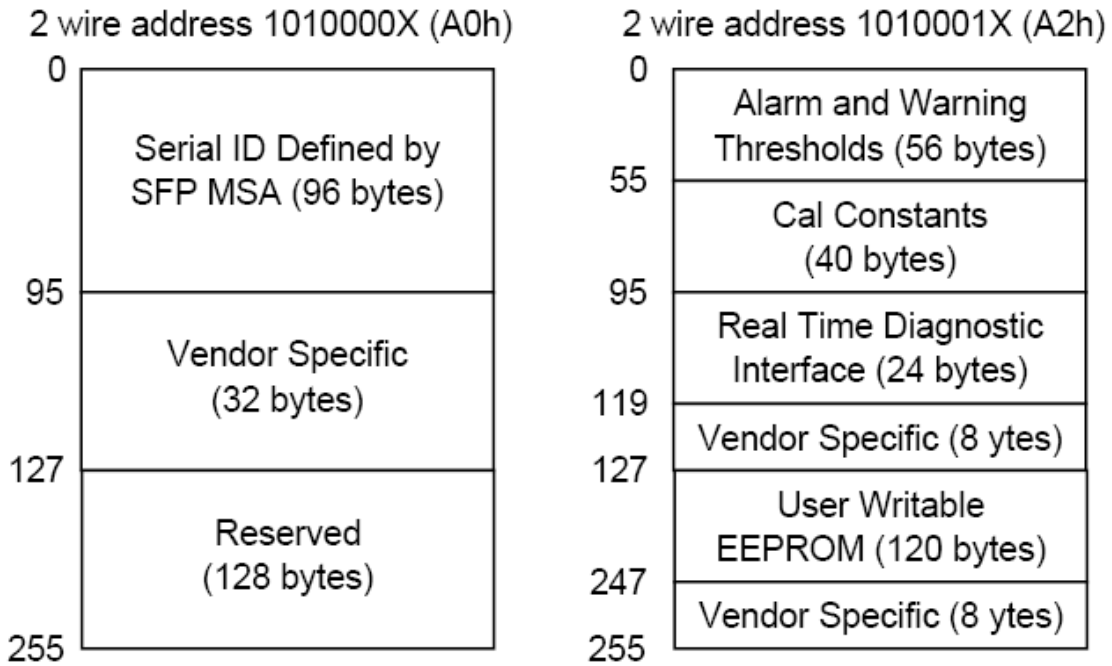 2 wire address 1010000X (A0h)
0
Serial ID Defined by
SFP MSA (96 bytes)
95
Vendor Specific
(32 bytes)
127
Reserved
(128 bytes)
255
2 wire address 1010001X (A2h)
0
Alarm and Warning
Thresholds (56 bytes)
55
Cal Constants
(40 bytes)
95
Real Time Diagnostic
Interface (24 bytes)
119
Vendor Specific (8 ytes)
127
User Writable
EEPROM (120 bytes)
247
Vendor Specific (8 ytes)
255